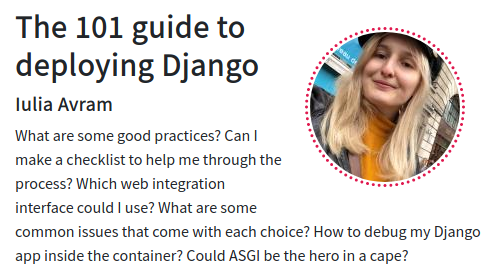 The 101 guide to
deploying Django
Iulia Avram
What are some good practices? Can I
make a checklist to help me through the
process? Which web integration
interface could I use? What are some
common issues that come with each choice? How to debug my Django
app inside the container? Could ASGI be the hero in a cape?